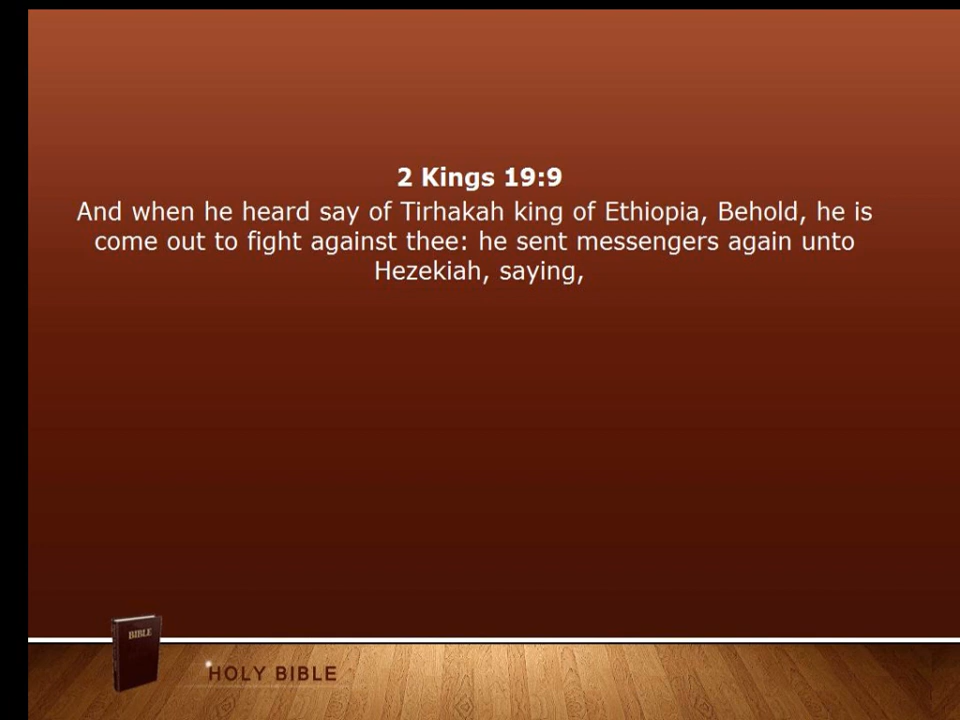 2 Kings 19:9
And when he heard say of Tirhakah king of Ethiopia, Behold, he is
come out to fight against thee: he sent messengers again unto
Hezekiah, saying,
BIBLE
HOLY BIBLE